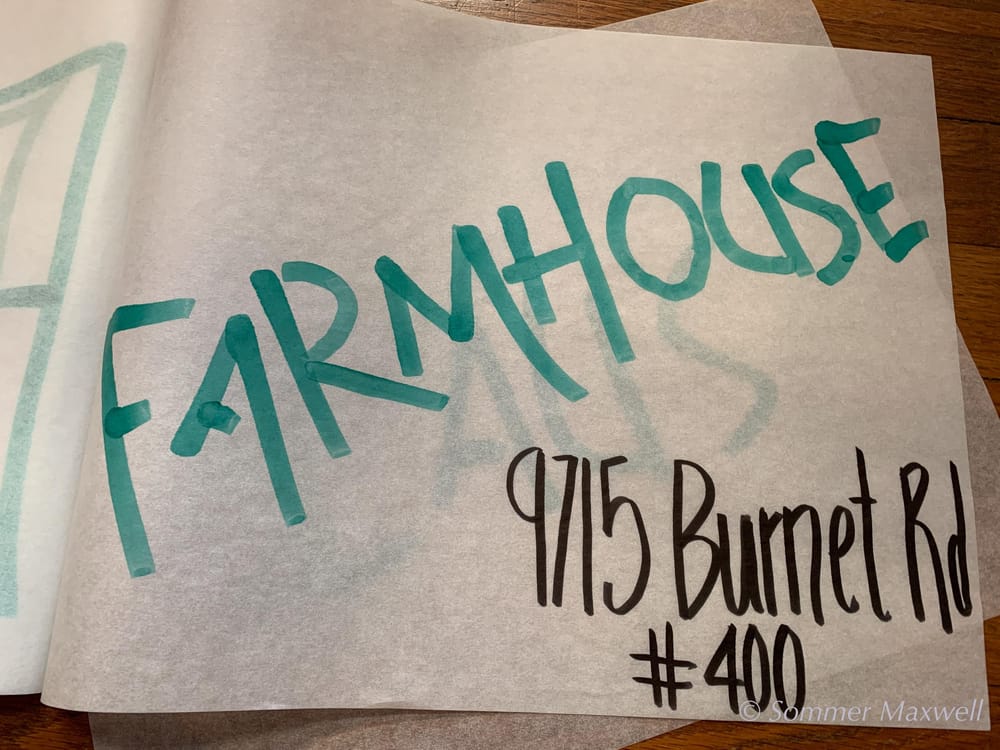 FARMHOUSE
9715 Burnet Rd
#400
© Sommer Maxwell